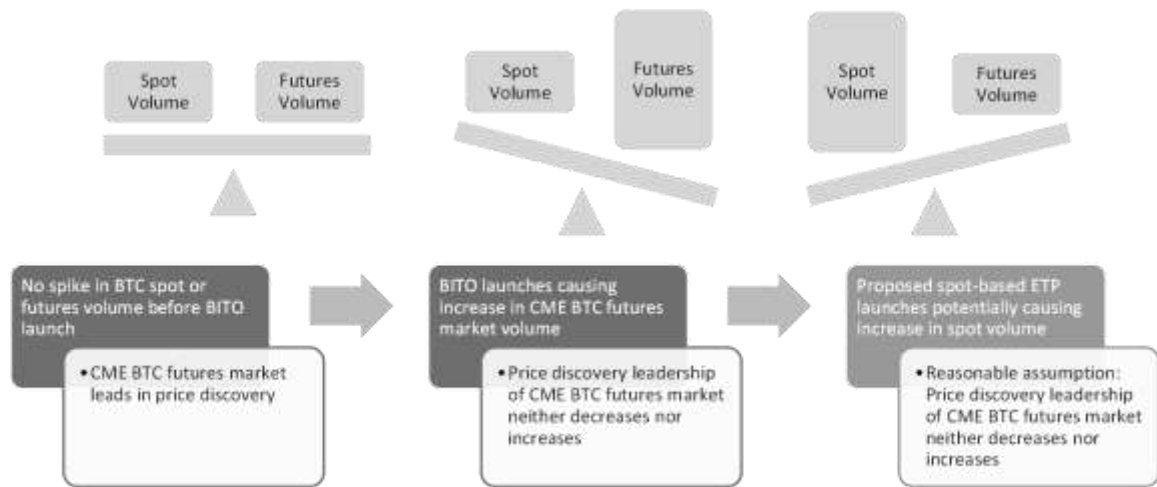 Spot
Volume
Futures
Volume
Spot
Volume
Futures
Volume
Spot
Volume
Futures
Volume
No spike in BTC spot or
futures volume before BITO
launch
• CME BTC futures market
leads in price discovery
BITO launches causing
increase in CME BTC futures
market volume
• Price discovery leadership
of CME BTC futures market
neither decreases nor
increases
Proposed spot-based ETP
launches potentially causing
increase in spot volume
• Reasonable assumption:
Price discovery leadership
of CME BTC futures market
neither decreases nor
increases